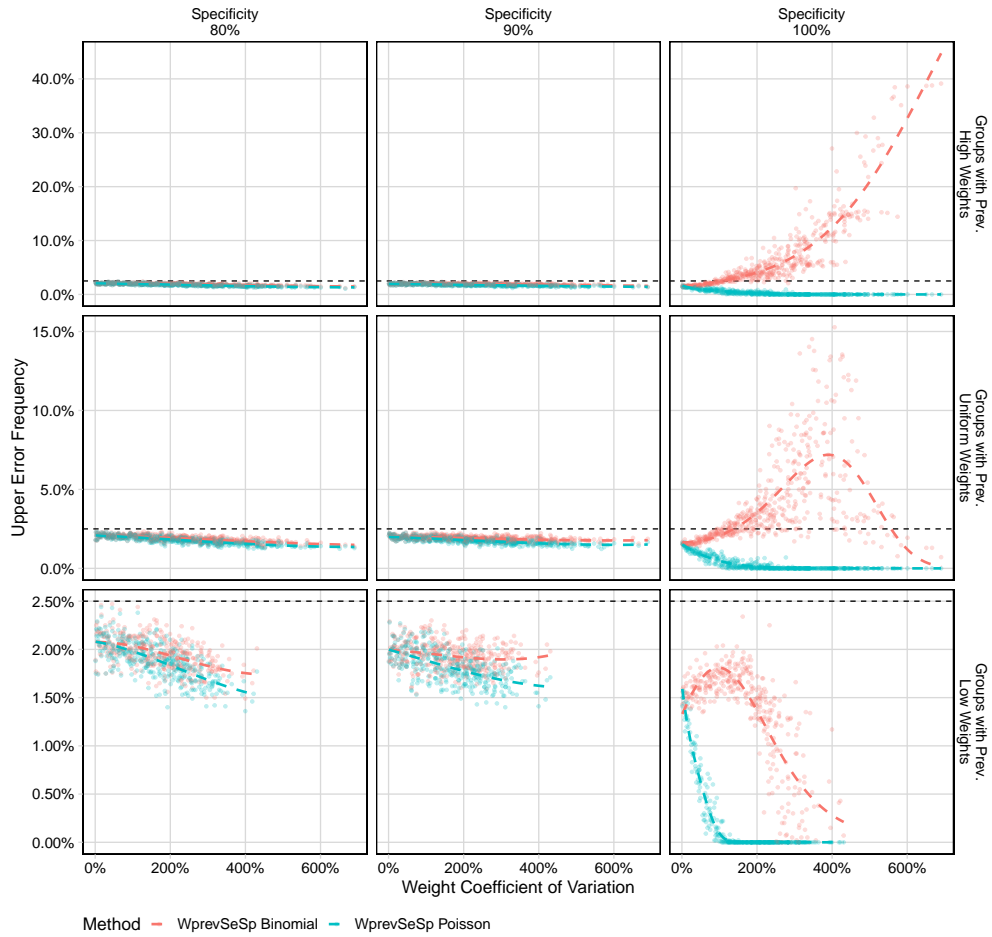 Specificity
80%
Specificity
90%
Specificity
100%
40.0%
30.0%
20.0%
10.0%
0.0%
Groups with Prev.
High Weights
15.0%
10.0%
5.0%
0.0%
Groups with Prev.
Uniform Weights
2.50%
2.00%
1.50%
1.00%
0.50%
0.00%
Groups with Prev.
Low Weights
Upper Error Frequency
0% 200% 400% 600%
0% 200% 400% 600%
0% 200% 400% 600%
Weight Coefficient of Variation
Method WprevSeSp Binomial WprevSeSp Poisson